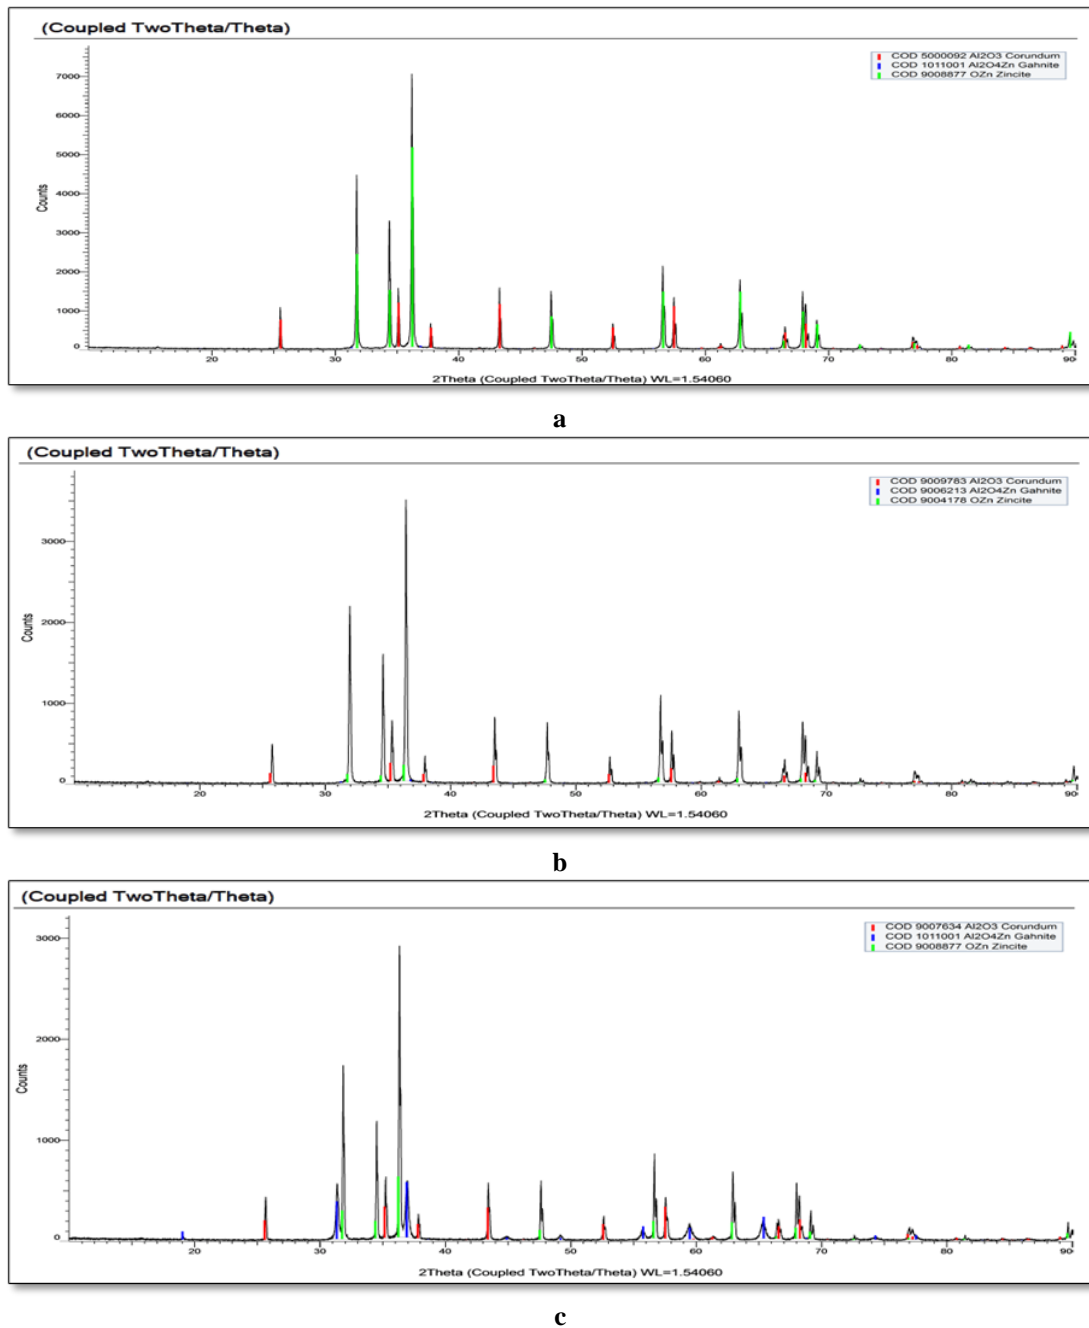 (Coupled TwoTheta/Theta)
COD 5000092 Al2O3 Corundum
COD 1011001 Al2O4Zn Gahnite
COD 9008877 OZn Zincite
7000
6000
5000
4000
3000
2000
1000
0
Counts
20 30 40 50 60 70 80 90
2Theta (Coupled TwoTheta/Theta) WL=1.54060
a
(Coupled TwoTheta/Theta)
COD 9009783 Al2O3 Corundum
COD 9006213 Al2O4Zn Gahnite
COD 9004178 OZn Zincite
3000
2000
1000
0
Counts
20 30 40 50 60 70 80 90
2Theta (Coupled TwoTheta/Theta) WL=1.54060
b
(Coupled TwoTheta/Theta)
COD 9007634 Al2O3 Corundum
COD 1011001 Al2O4Zn Gahnite
COD 9008877 OZn Zincite
3000
2000
1000
0
Counts
20 30 40 50 60 70 80 90
2Theta (Coupled TwoTheta/Theta) WL=1.54060
c